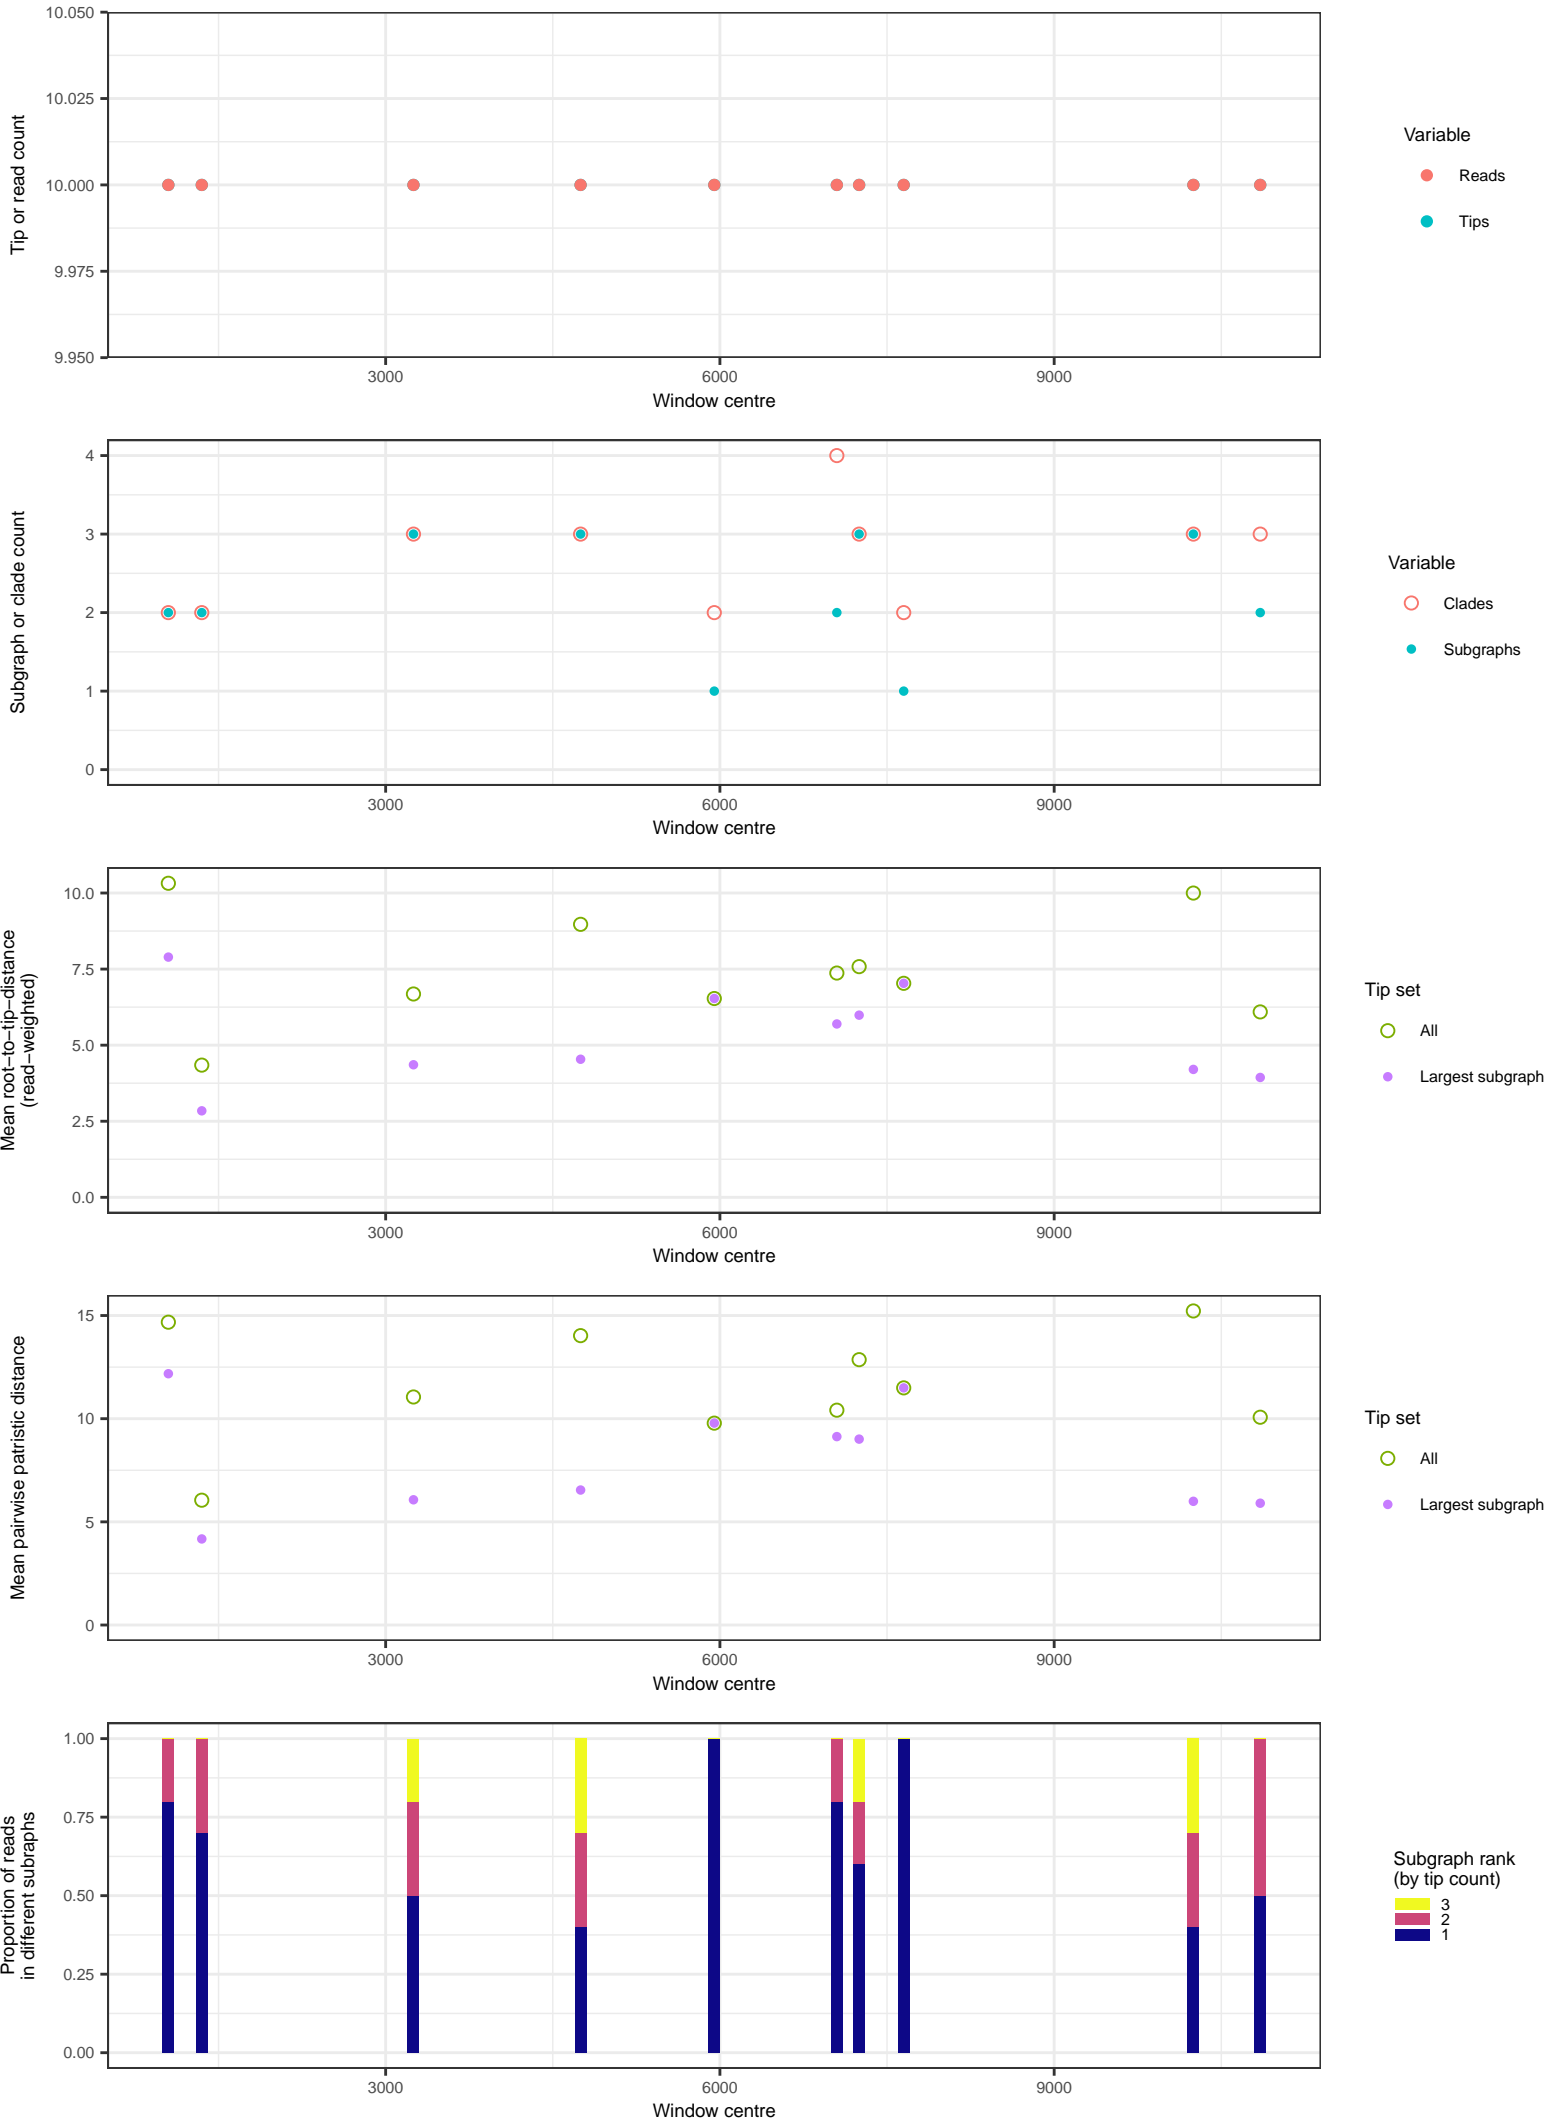 10.050
10.025
10.000
9.975
9.950
Tip or read count
3000
6000
9000
Window centre
Variable
Reads
Tips
4
3
2
1
0
Subgraph or clade count
3000
6000
9000
Window centre
Variable
Clades
Subgraphs
10.0
7.5
5.0
2.5
0.0
Mean root−to−tip−distance
(read−weighted)
3000
6000
9000
Window centre
Tip set
All
Largest subgraph
15
10
5
0
Mean pairwise patristic distance
3000
6000
9000
Window centre
Tip set
All
Largest subgraph
1.00
0.75
0.50
0.25
0.00
Proportion of reads
in different subraphs
3000
6000
9000
Window centre
Subgraph rank
(by tip count)
3
2
1